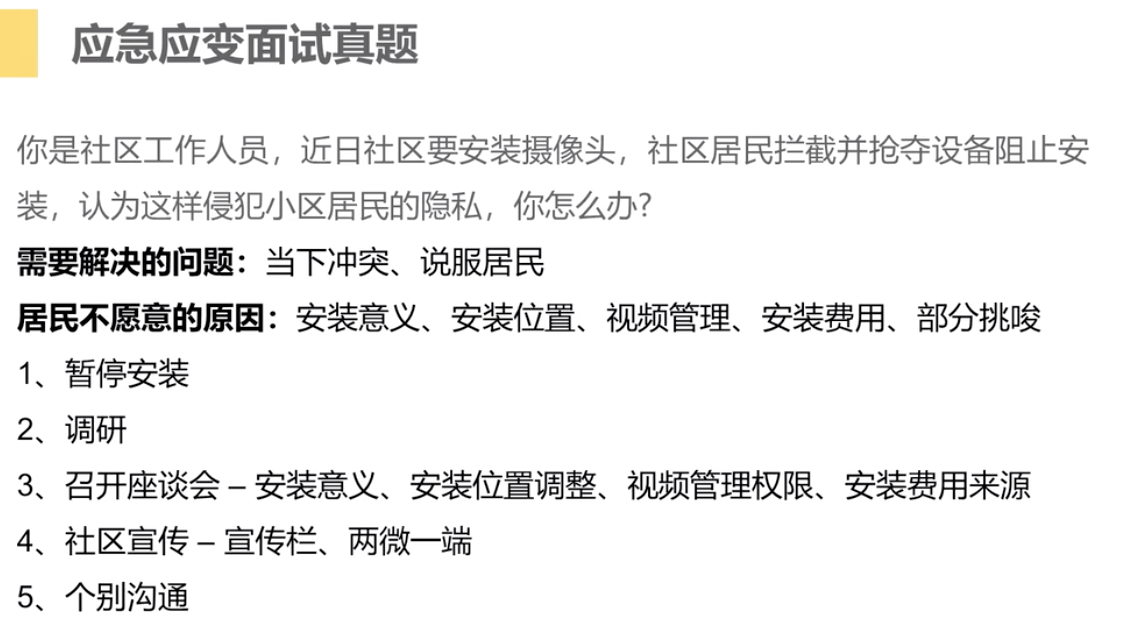 应急应变面试真题
你是社区工作人员，近日社区要安装摄像头，社区居民拦截并抢夺设备阻止安
装，认为这样侵犯小区居民的隐私，你怎么办?
需要解决的问题：当下冲突、说服居民
居民不愿意的原因：安装意义、安装位置、视频管理、安装费用、部分挑唆
1、暂停安装
2、调研
3、召开座谈会 – 安装意义、安装位置调整、视频管理权限、安装费用来源
4、社区宣传 – 宣传栏、两微一端
5、个别沟通